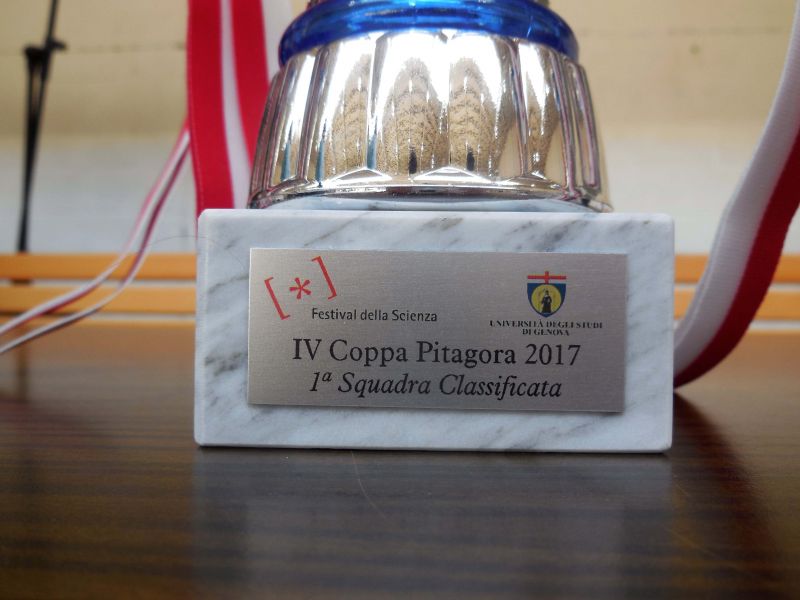 [*]
Festival della Scienza
UNIVERSITÀ DEGLI STUDI
DI GENOVA
IV Coppa Pitagora 2017
1ª Squadra Classificata